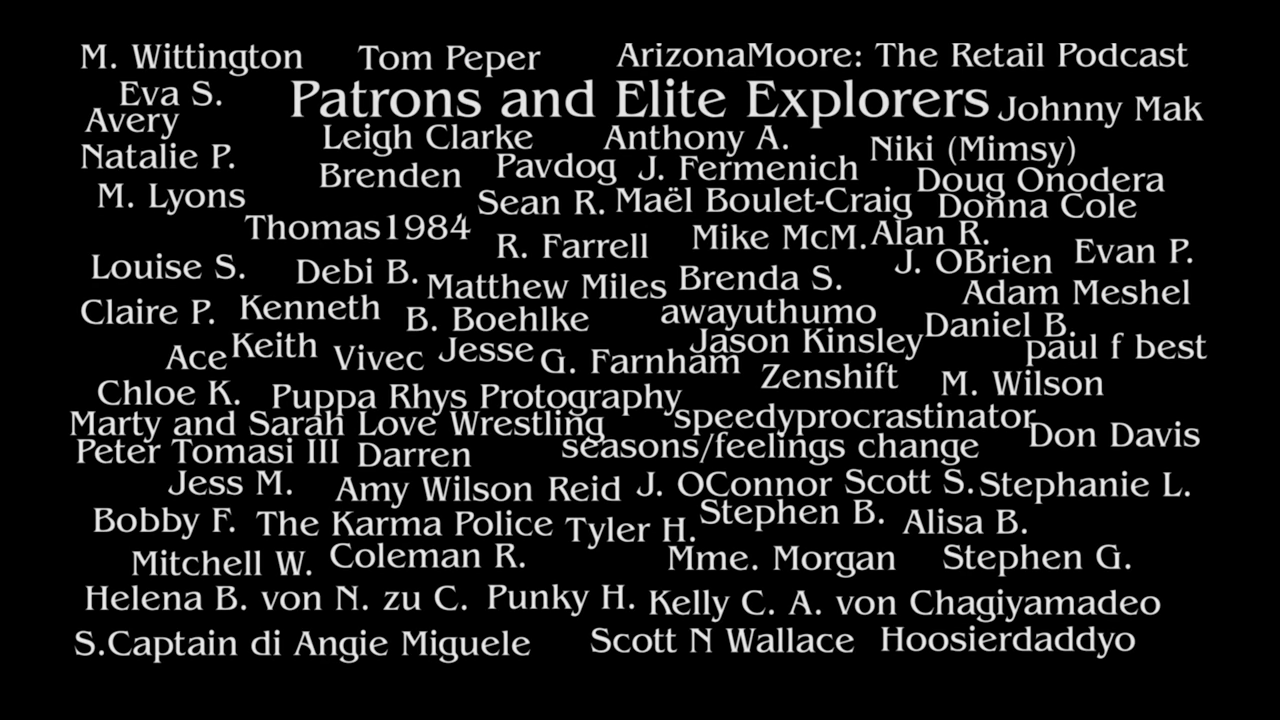 M. Wittington Tom Peper ArizonaMoore: The Retail Podcast
Eva S. Patrons and Elite Explorers Johnny Mak
Avery Leigh Clarke Anthony A.
Natalie P. Brenden Pavdog J. Fermenich Niki (Mimsy)
M. Lyons Sean R. Maël Boulet-Craig Doug Onodera
Donna Cole
Thomas1984 R. Farrell Mike McM. Alan R.
Louise S. Debi B. Matthew Miles Brenda S. J. OBrien Evan P.
Claire P. Kenneth B. Boehlke awayuthumo Adam Meshel
Ace Keith Vivec Jesse G. Farnham Jason Kinsley Daniel B.
paul f best
Chloe K. Puppa Rhys Protography Zenshift M. Wilson
Marty and Sarah Love Wrestling speedyprocrastinator
Peter Tomasi III Darren seasons/feelings change Don Davis
Jess M. Amy Wilson Reid J. OConnor Scott S. Stephanie L.
Bobby F. The Karma Police Tyler H. Stephen B. Alisa B.
Mitchell W. Coleman R. Mme. Morgan Stephen G.
Helena B. von N. zu C. Punky H. Kelly C. A. von Chagiyamadeo
S.Captain di Angie Miguele Scott N Wallace Hoosierdaddyo